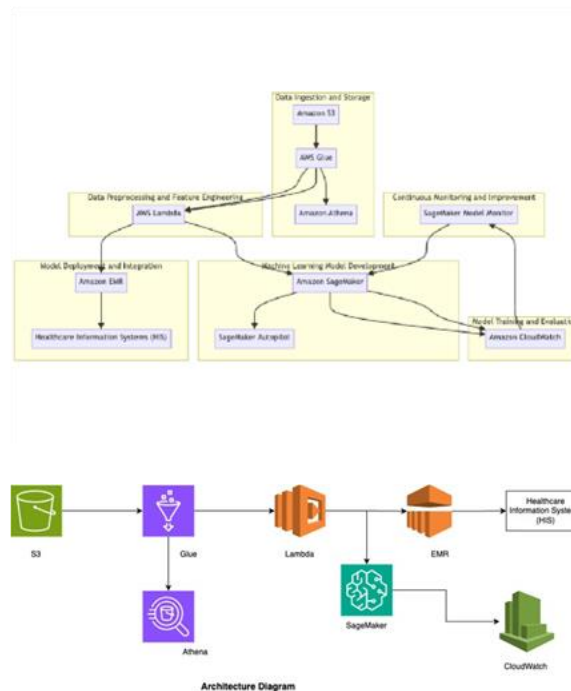 Data Ingestion and Storage
Amazon S3
AWS Glue
Data Preprocessing and Feature Engineering
Continuous Monitoring and Improvement
AWS Lambda
Amazon Athena
SageMaker Model Monitor
Model Deployment and Integration
Machine Learning Model Development
Amazon EMR
Amazon SageMaker
Model Training and Evaluation
Healthcare Information Systems (HIS)
SageMaker Autopilot
Amazon CloudWatch
S3
Glue
Lambda
EMR
Healthcare
Information System
(HIS)
Athena
SageMaker
CloudWatch
Architecture Diagram